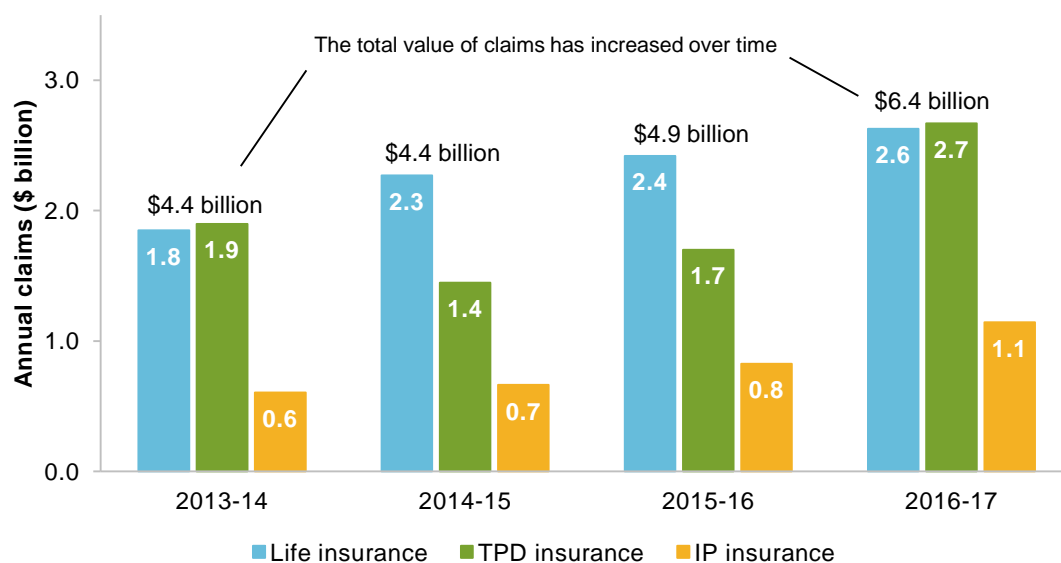 The total value of claims has increased over time
Annual claims ($ billion)
3.0
2.0
1.0
0.0
$4.4 billion
$4.4 billion
$4.9 billion
$6.4 billion
1.8
1.9
0.6
2.3
1.4
0.7
2.4
1.7
0.8
2.6
2.7
1.1
2013-14
2014-15
2015-16
2016-17
Life insurance
TPD insurance
IP insurance